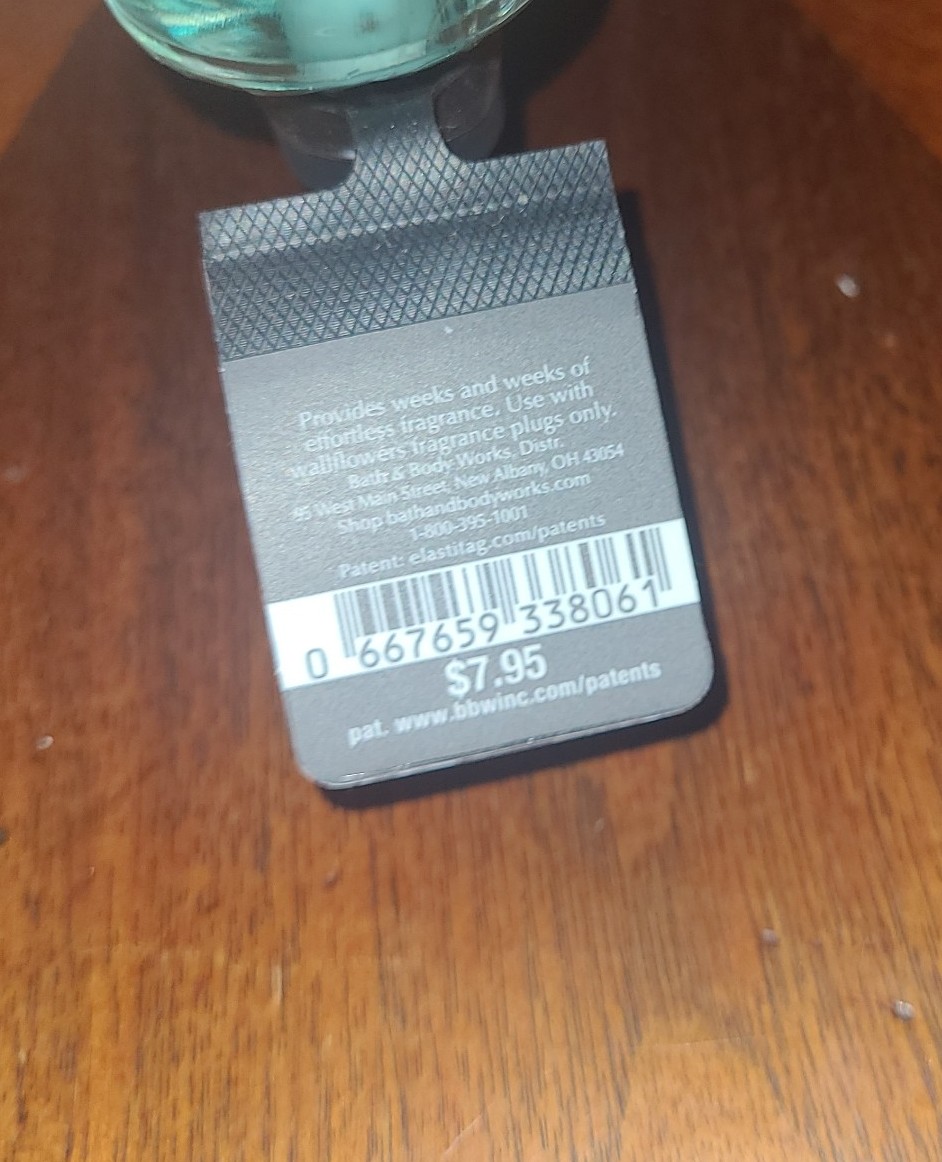 Provides weeks and weeks of
effortless fragrance. Use with
wallflowers fragrance plugs only.
Bath & Body Works, Distr.
95 West Main Street, New Albany, OH 43054
Shop bathandbodyworks.com
1-800-395-1001
Patent: elastitag.com/patents
0 667659 338061
$7.95
pat. www.bbwinc.com/patents